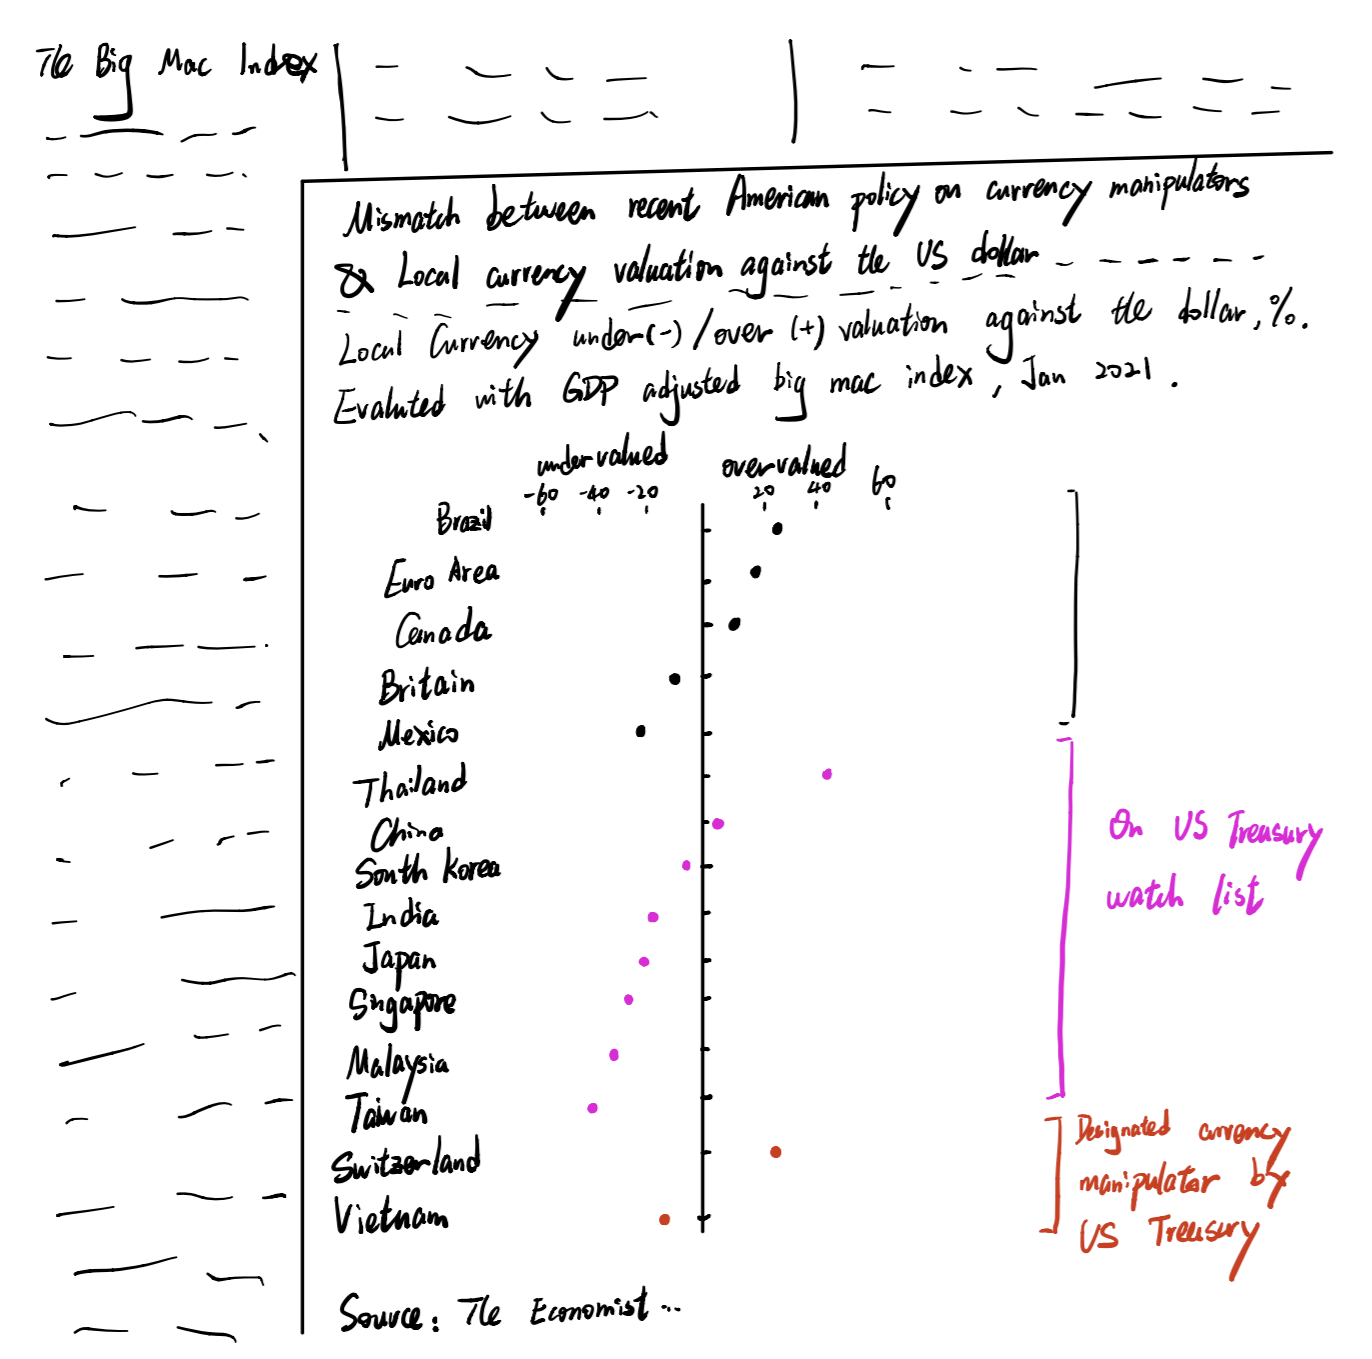 The Big Mac Index
Mismatch between recent American policy on currency manipulators
& Local currency valuation against the US dollar
Local Currency under(-)/over (+) valuation against the dollar, %.
Evaluted with GDP adjusted big mac index, Jan 2021.
undervalued overvalued
-60 -40 -20 20 40 60
Brazil
Euro Area
Canada
Britain
Mexico
Thailand
China
South Korea
India
Japan
Singapore
Malaysia
Taiwan
Switzerland
Vietnam
On US Treasury
watch list
Designated currency
manipulator by
US Treasury
Source: The Economist...